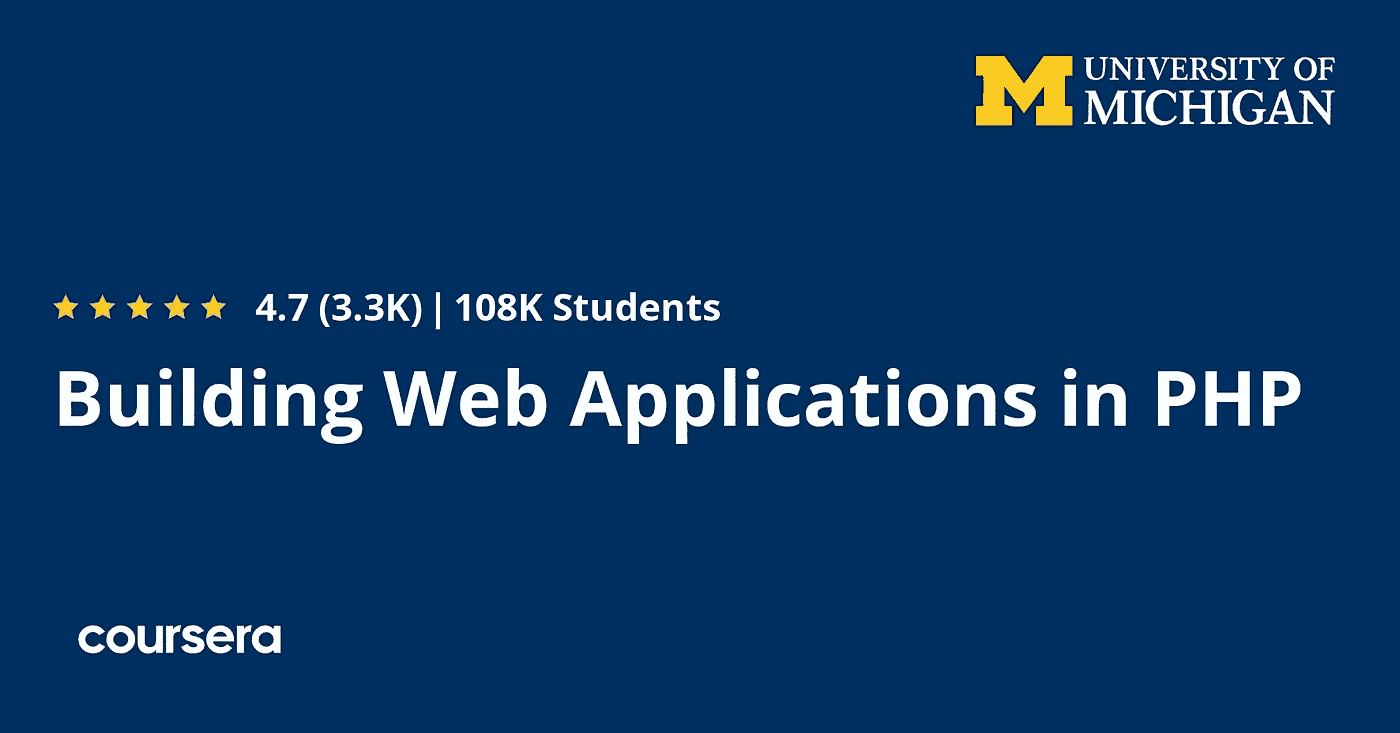 M UNIVERSITY OF
MICHIGAN
4.7 (3.3K) | 108K Students
Building Web Applications in PHP
coursera